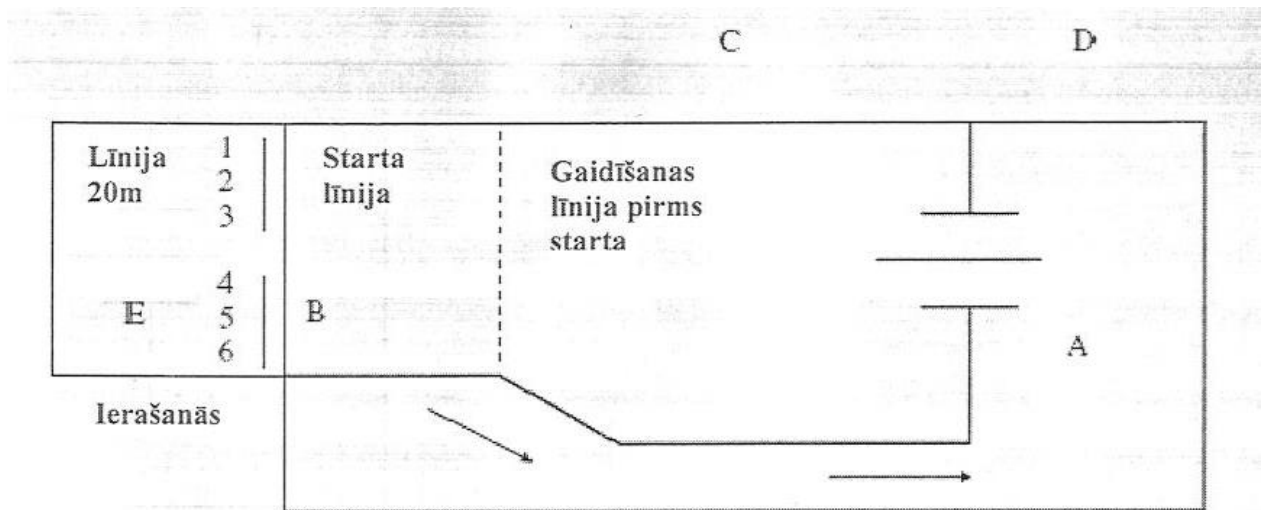 C
D
Līnija
20m
1
2
3
4
5
6
E
Starta
līnija
B
Gaidīšanas
līnija pirms
starta
A
Ierašanās